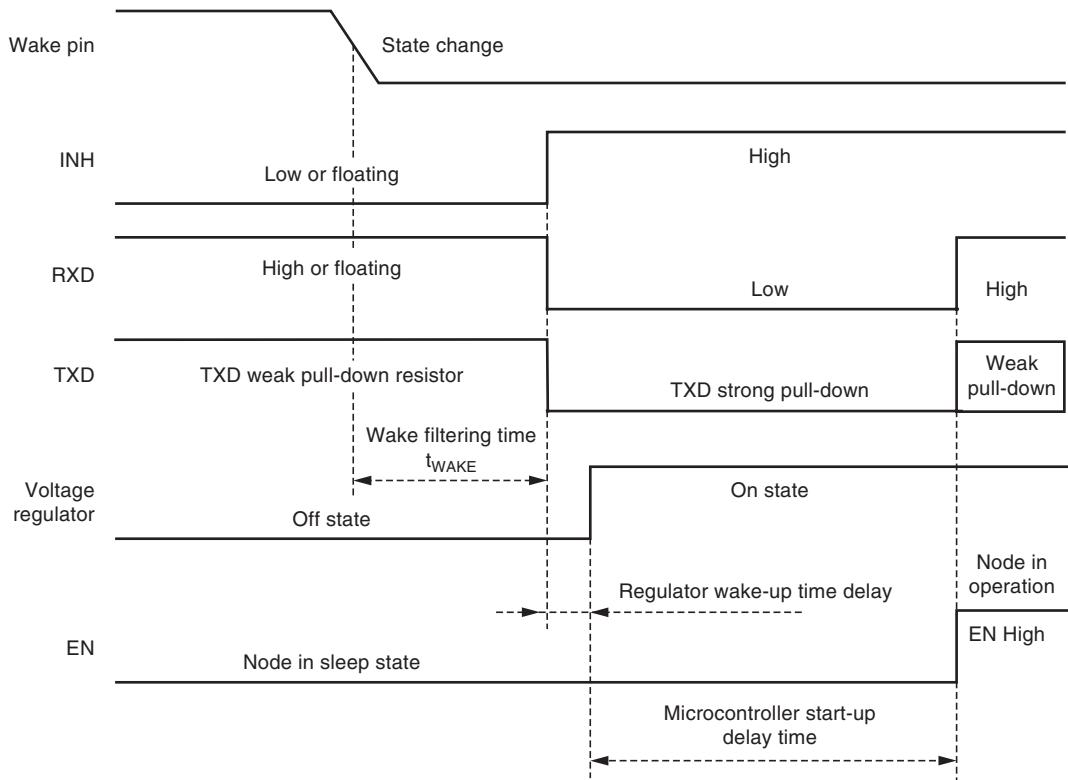 Wake pin
State change
INH
Low or floating
High
RXD
High or floating
Low
High
TXD
TXD weak pull-down resistor
TXD strong pull-down
Weak
pull-down
Wake filtering time
tWAKE
Voltage
regulator
Off state
On state
Regulator wake-up time delay
Node in
operation
EN
Node in sleep state
EN High
Microcontroller start-up
delay time